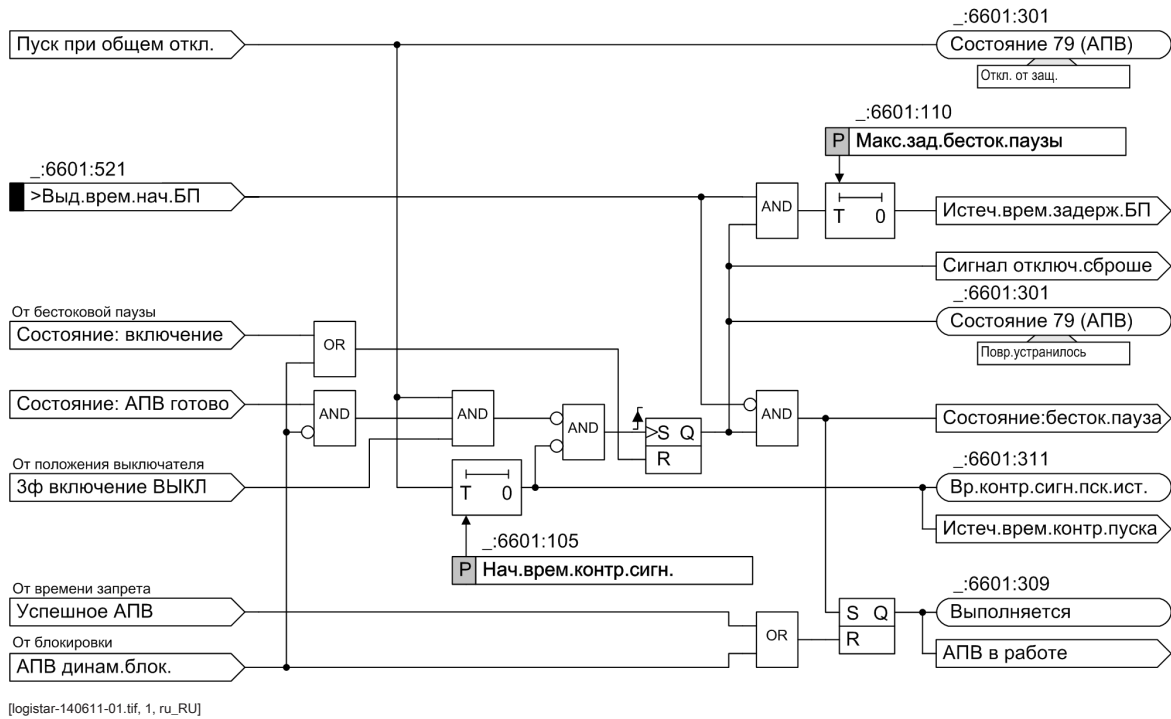 _:6601:301
Пуск при общем откл.
Состояние 79 (АПВ)
Откл. от защ.
_:6601:110
P Макс.зад.бесток.паузы
_:6601:521
>Выд.врем.нач.БП
AND
T 0
Истеч.врем.задерж.БП
Сигнал отключ.сброше
_:6601:301
От бестоковой паузы
Состояние: включение
OR
Состояние 79 (АПВ)
Повр.устранилось
Состояние: АПВ готово
AND
AND
AND
S Q
R
AND
Состояние:бесток.пауза
От положения выключателя
3ф включение ВЫКЛ
T 0
_:6601:311
Вр.контр.сигн.пск.ист.
Истеч.врем.контр.пуска
_:6601:105
P Нач.врем.контр.сигн.
От времени запрета
Успешное АПВ
_:6601:309
OR
S Q
R
Выполняется
От блокировки
АПВ динам.блок.
АПВ в работе
[logistar-140611-01.tif, 1, ru_RU]